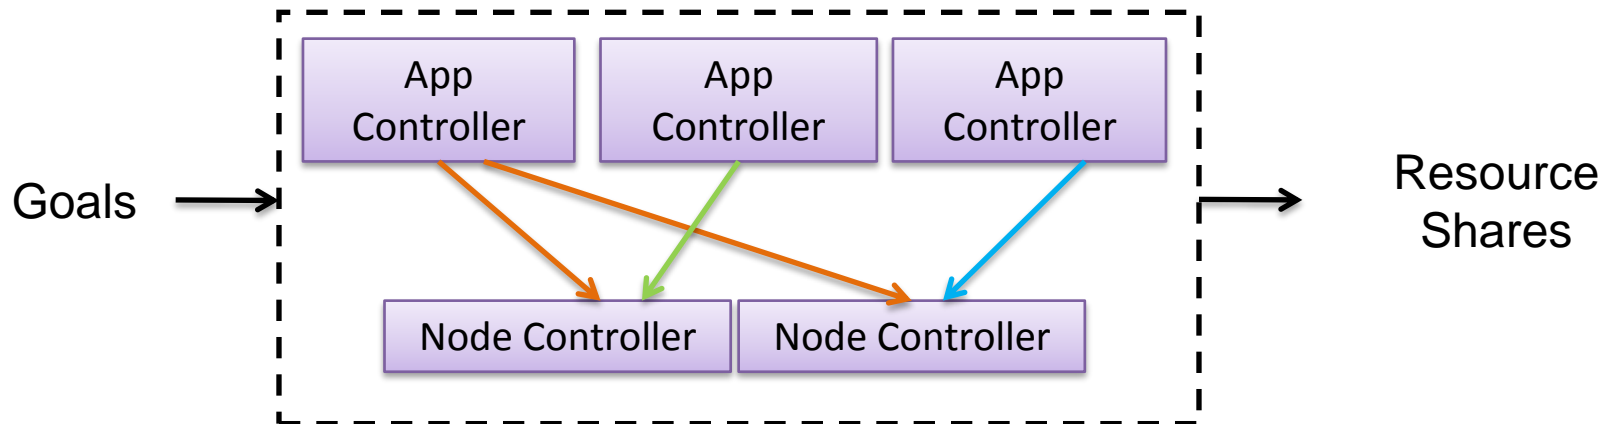 Goals
App
Controller
App
Controller
App
Controller
Node Controller
Node Controller
Resource
Shares